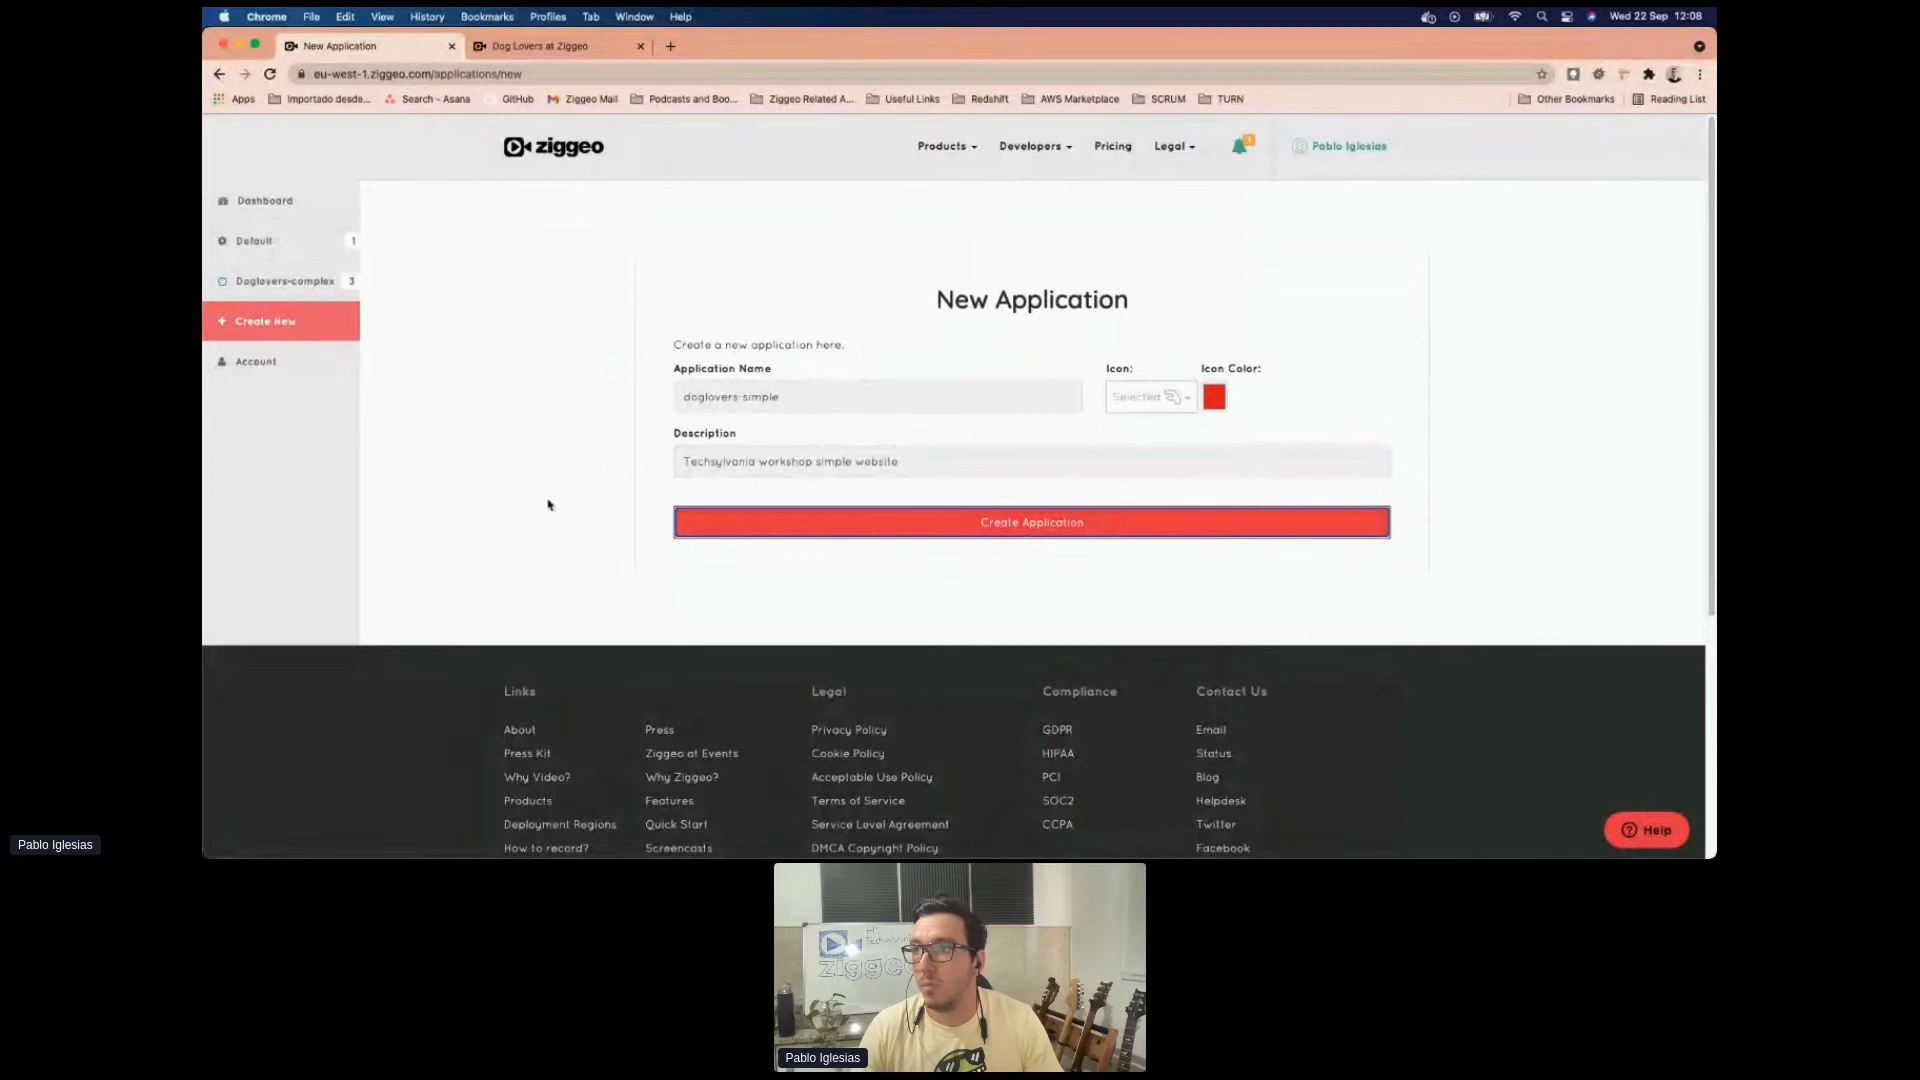 Chrome File Edit View History Bookmarks Profiles Tab Window Help Wed 22 Sep 12:08
New Application Dog Lovers at Ziggeo
eu-west-1.ziggeo.com/applications/new
Apps Importado desde... Search - Asana GitHub Ziggeo Mail Podcasts and Boo... Ziggeo Related A... Useful Links Redshift AWS Marketplace SCRUM TURN Other Bookmarks Reading List
ziggeo Products Developers Pricing Legal 1 Pablo Iglesias
Dashboard
Default 1
Doglovers-complex 3
+ Create New
Account
New Application
Create a new application here.
Application Name Icon: Icon Color:
doglovers-simple Selected
Description
Techsylvania workshop simple website
Create Application
Links Legal Compliance Contact Us
About Press Privacy Policy GDPR Email
Press Kit Ziggeo at Events Cookie Policy HIPAA Status
Why Video? Why Ziggeo? Acceptable Use Policy PCI Blog
Products Features Terms of Service SOC2 Helpdesk
Deployment Regions Quick Start Service Level Agreement CCPA Twitter
How to record? Screencasts DMCA Copyright Policy Facebook
? Help
Pablo Iglesias
Hi
ziggeo
Pablo Iglesias